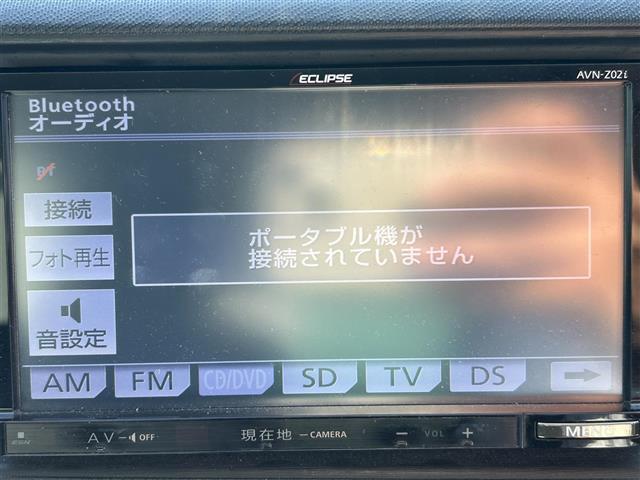 ECLIPSE
AVN-Z02i
Bluetooth
オーディオ
BT
接続
ポータブル機が
接続されていません
フォト再生
音設定
AM FM CD/DVD SD TV DS
ESN
AV OFF 現在地 CAMERA − VOL + MENU